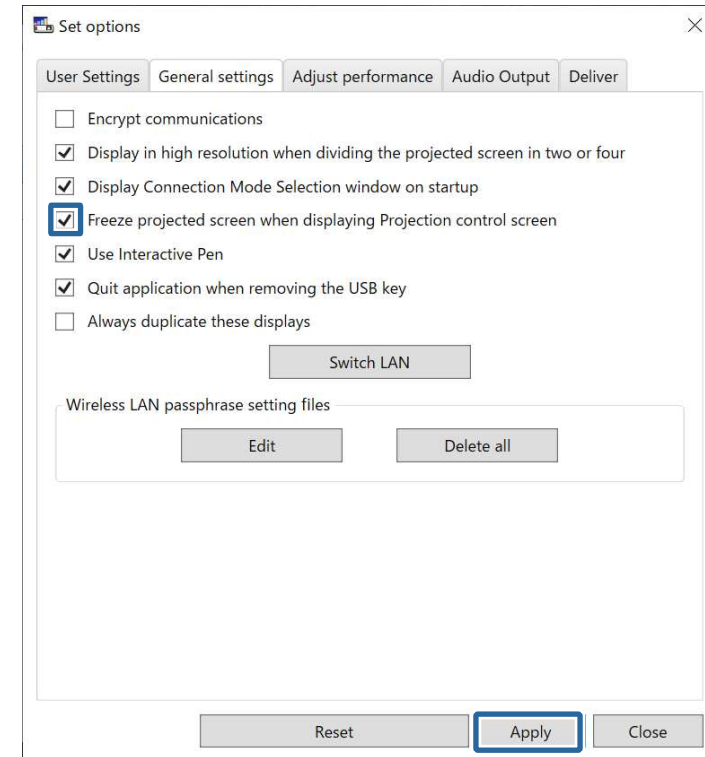 Set options
User Settings General settings Adjust performance Audio Output Deliver
Encrypt communications
Display in high resolution when dividing the projected screen in two or four
Display Connection Mode Selection window on startup
Freeze projected screen when displaying Projection control screen
Use Interactive Pen
Quit application when removing the USB key
Always duplicate these displays
Switch LAN
Wireless LAN passphrase setting files
Edit Delete all
Reset Apply Close